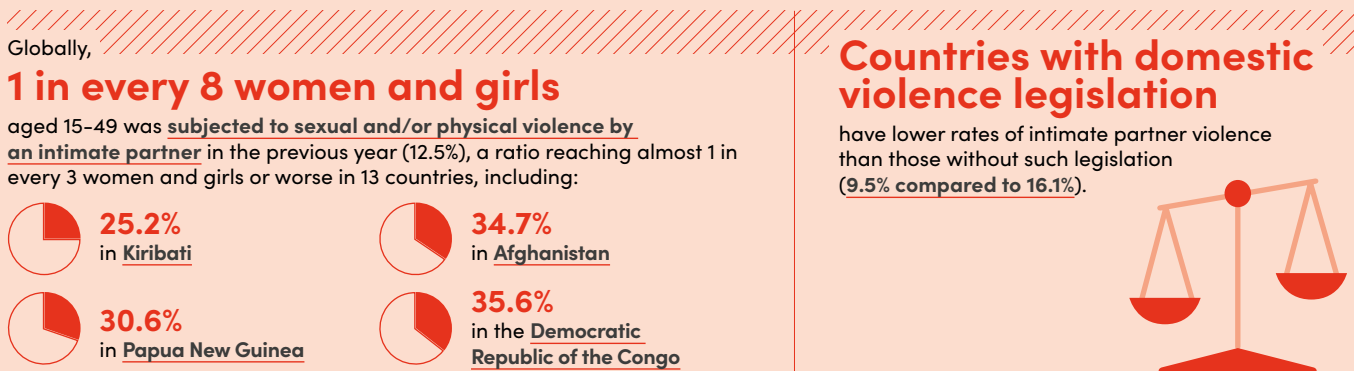 Globally,
1 in every 8 women and girls
aged 15-49 was subjected to sexual and/or physical violence by
an intimate partner in the previous year (12.5%), a ratio reaching almost 1 in
every 3 women and girls or worse in 13 countries, including:
25.2%
in Kiribati
30.6%
in Papua New Guinea
34.7%
in Afghanistan
35.6%
in the Democratic
Republic of the Congo
Countries with domestic
violence legislation
have lower rates of intimate partner violence
than those without such legislation
(9.5% compared to 16.1%).